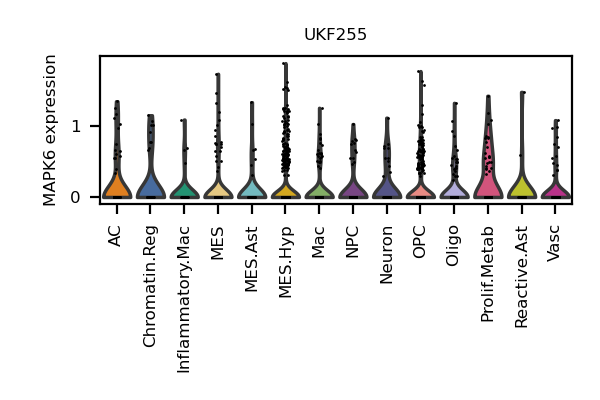 UKF255
MAPK6 expression
1
0
AC
Chromatin.Reg
Inflammatory.Mac
MES
MES.Ast
MES.Hyp
Mac
NPC
Neuron
OPC
Oligo
Prolif.Metab
Reactive.Ast
Vasc